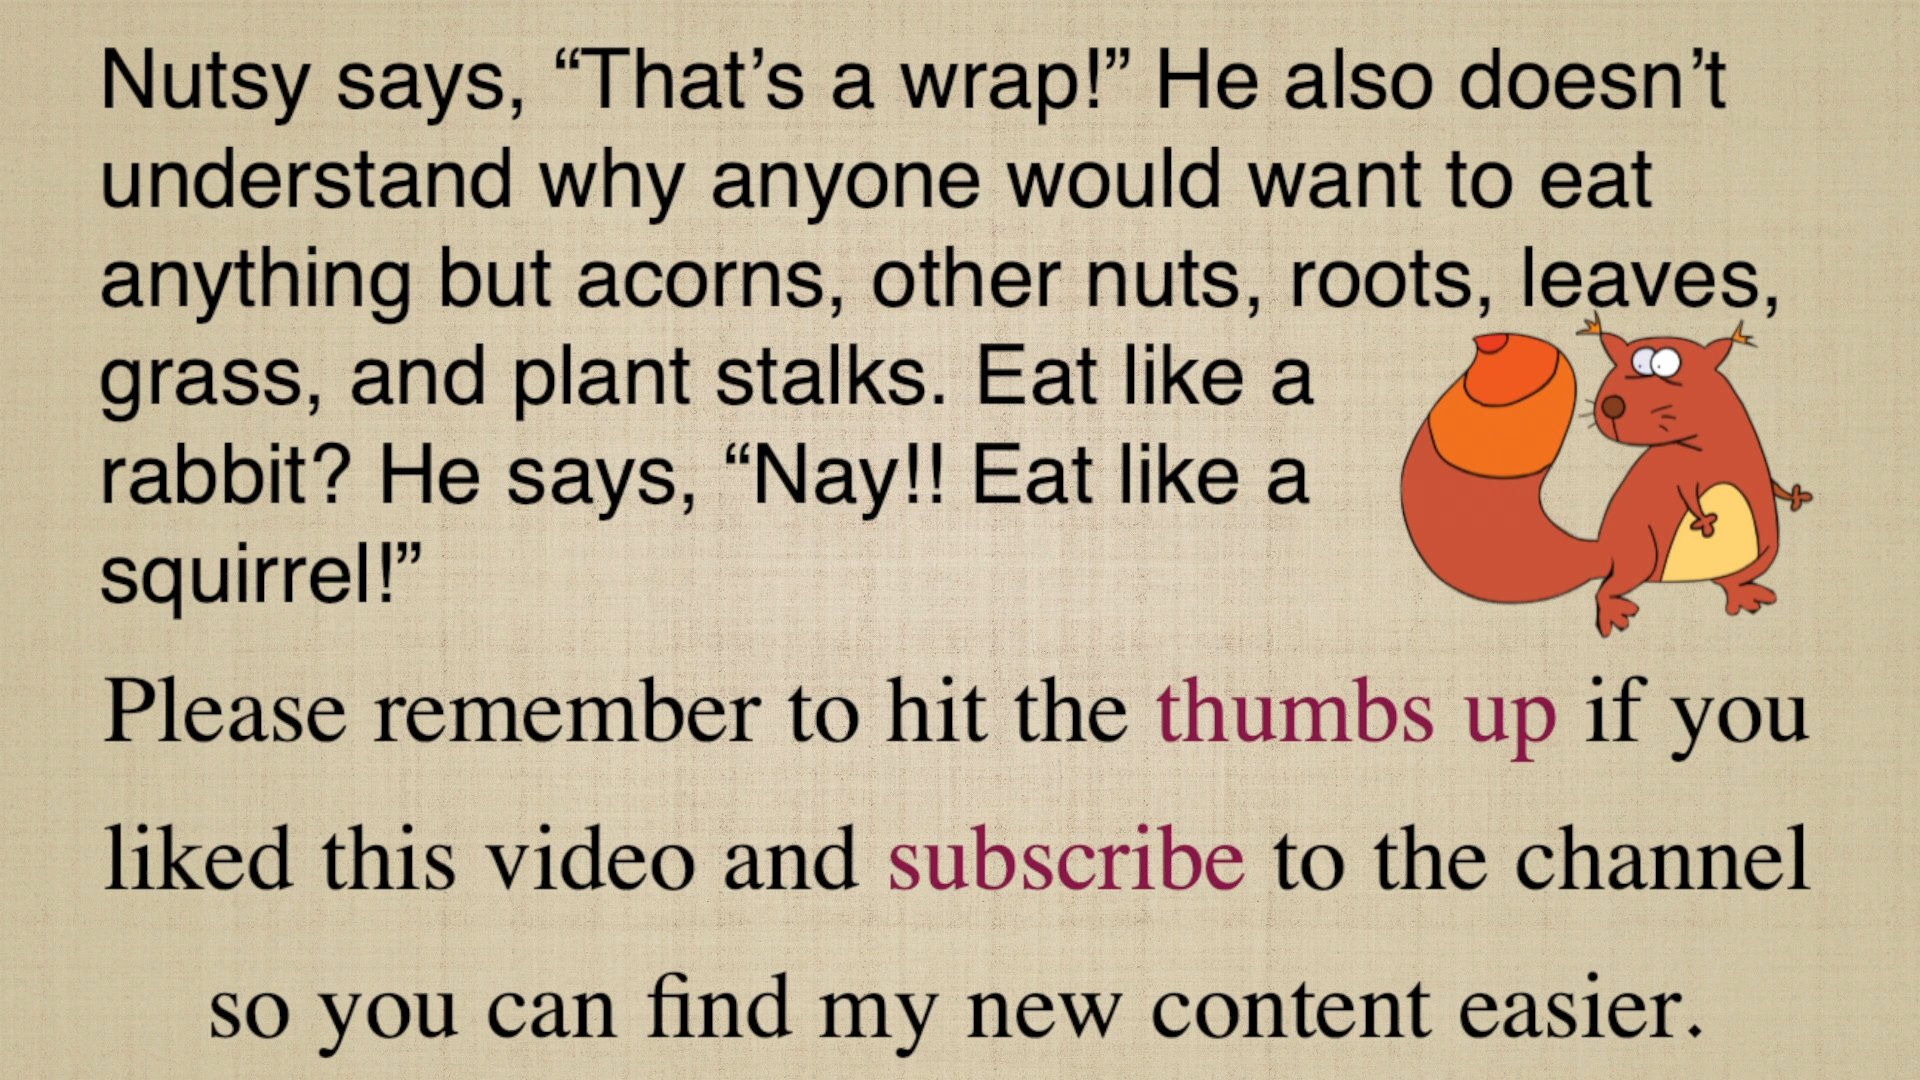 Nutsy says, “That’s a wrap!” He also doesn’t
understand why anyone would want to eat
anything but acorns, other nuts, roots, leaves,
grass, and plant stalks. Eat like a
rabbit? He says, “Nay!! Eat like a
squirrel!”
Please remember to hit the thumbs up if you
liked this video and subscribe to the channel
so you can find my new content easier.